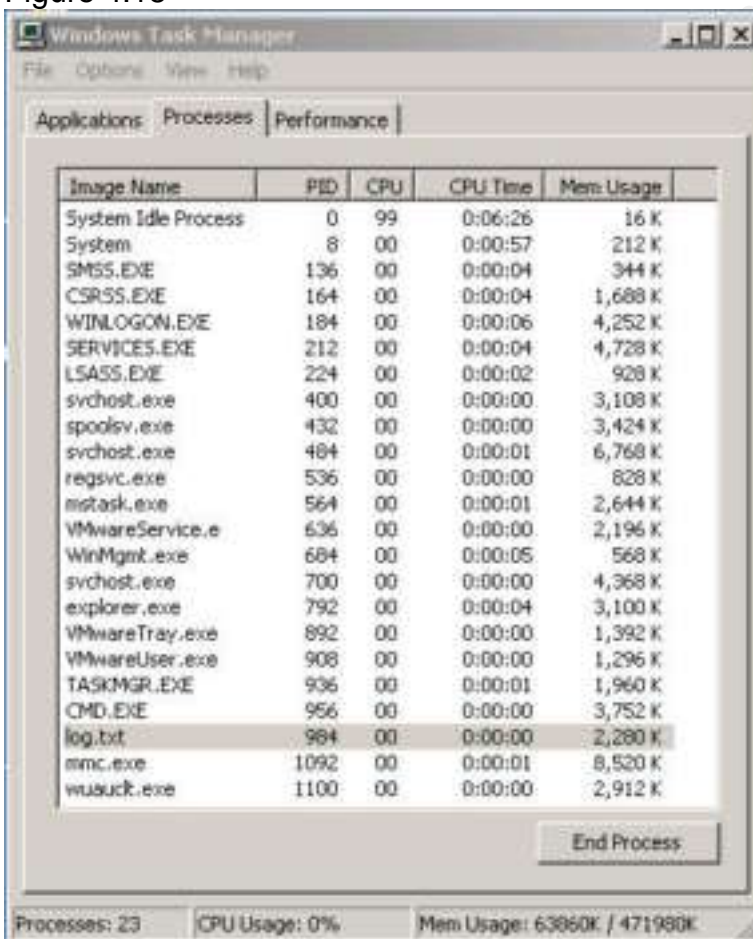 Windows Task Manager
File Options View Help
Applications Processes Performance
Image Name PID CPU CPU Time Mem Usage
System Idle Process 0 99 0:06:26 16 K
System 8 00 0:00:57 212 K
SMSS.EXE 136 00 0:00:04 344 K
CSRSS.EXE 164 00 0:00:04 1,688 K
WINLOGON.EXE 184 00 0:00:06 4,252 K
SERVICES.EXE 212 00 0:00:04 4,728 K
LSASS.EXE 224 00 0:00:02 928 K
svchost.exe 400 00 0:00:00 3,108 K
spoolsv.exe 432 00 0:00:00 3,424 K
svchost.exe 484 00 0:00:01 6,768 K
regsvc.exe 536 00 0:00:00 828 K
mstask.exe 564 00 0:00:01 2,644 K
VMwareService.e 636 00 0:00:00 2,196 K
WinMgmt.exe 684 00 0:00:05 568 K
svchost.exe 700 00 0:00:00 4,368 K
explorer.exe 792 00 0:00:04 3,100 K
VMwareTray.exe 892 00 0:00:00 1,392 K
VMwareUser.exe 908 00 0:00:00 1,296 K
TASKMGR.EXE 936 00 0:00:01 1,960 K
CMD.EXE 956 00 0:00:00 3,752 K
log.txt 984 00 0:00:00 2,280 K
mmc.exe 1092 00 0:00:01 8,520 K
wuauclt.exe 1100 00 0:00:00 2,912 K
End Process
Processes: 23 CPU Usage: 0% Mem Usage: 63860K / 471980K